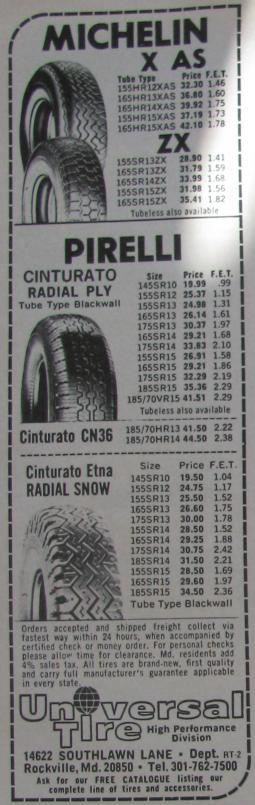 MICHELIN
X AS
Tube Type Price F.E.T.
155HR12XAS 32.30 1.46
165HR13XAS 36.80 1.60
165HR14XAS 39.92 1.75
155HR15XAS 37.19 1.73
165HR15XAS 42.10 1.78
ZX
155SR13ZX 28.90 1.41
165SR13ZX 31.79 1.59
165SR14ZX 33.99 1.68
155SR15ZX 31.98 1.56
165SR15ZX 35.41 1.82
Tubeless also available
PIRELLI
CINTURATO
RADIAL PLY
Tube Type Blackwall
Size Price F.E.T.
145SR10 19.99 .99
155SR12 25.37 1.15
155SR13 24.98 1.31
165SR13 26.14 1.61
175SR13 30.37 1.97
165SR14 29.21 1.68
175SR14 33.83 2.10
155SR15 26.91 1.58
165SR15 29.21 1.86
175SR15 32.29 2.19
185SR15 35.36 2.29
185/70VR15 41.51 2.29
Tubeless also available
Cinturato CN36
185/70HR13 41.50 2.22
185/70HR14 44.50 2.38
Cinturato Etna
RADIAL SNOW
Size Price F.E.T.
145SR10 19.50 1.04
155SR12 24.75 1.17
155SR13 25.50 1.52
165SR13 26.60 1.75
175SR13 30.00 1.78
155SR14 28.50 1.52
165SR14 29.25 1.88
175SR14 30.75 2.42
185SR14 31.50 2.21
155SR15 28.50 1.69
165SR15 29.60 1.97
185SR15 34.50 2.36
Tube Type Blackwall
Orders accepted and shipped freight collect via
fastest way within 24 hours, when accompanied by
certified check or money order. For personal checks
please allow time for clearance. Md. residents add
4% sales tax. All tires are brand-new, first quality
and carry full manufacturer's guarantee applicable
in every state.
Universal
Tire High Performance
Division
14622 SOUTHLAWN LANE • Dept. RT-2
Rockville, Md. 20850 • Tel. 301-762-7500
Ask for our FREE CATALOGUE listing our
complete line of tires and accessories.